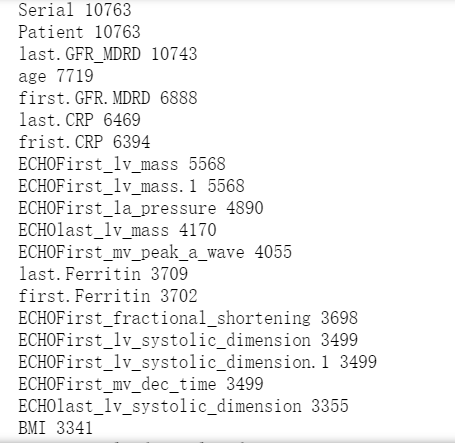 Serial 10763
Patient 10763
last.GFR_MDRD 10743
age 7719
first.GFR.MDRD 6888
last.CRP 6469
frist.CRP 6394
ECHOFirst_lv_mass 5568
ECHOFirst_lv_mass.1 5568
ECHOFirst_la_pressure 4890
ECHOlast_lv_mass 4170
ECHOFirst_mv_peak_a_wave 4055
last.Ferritin 3709
first.Ferritin 3702
ECHOFirst_fractional_shortening 3698
ECHOFirst_lv_systolic_dimension 3499
ECHOFirst_lv_systolic_dimension.1 3499
ECHOFirst_mv_dec_time 3499
ECHOlast_lv_systolic_dimension 3355
BMI 3341